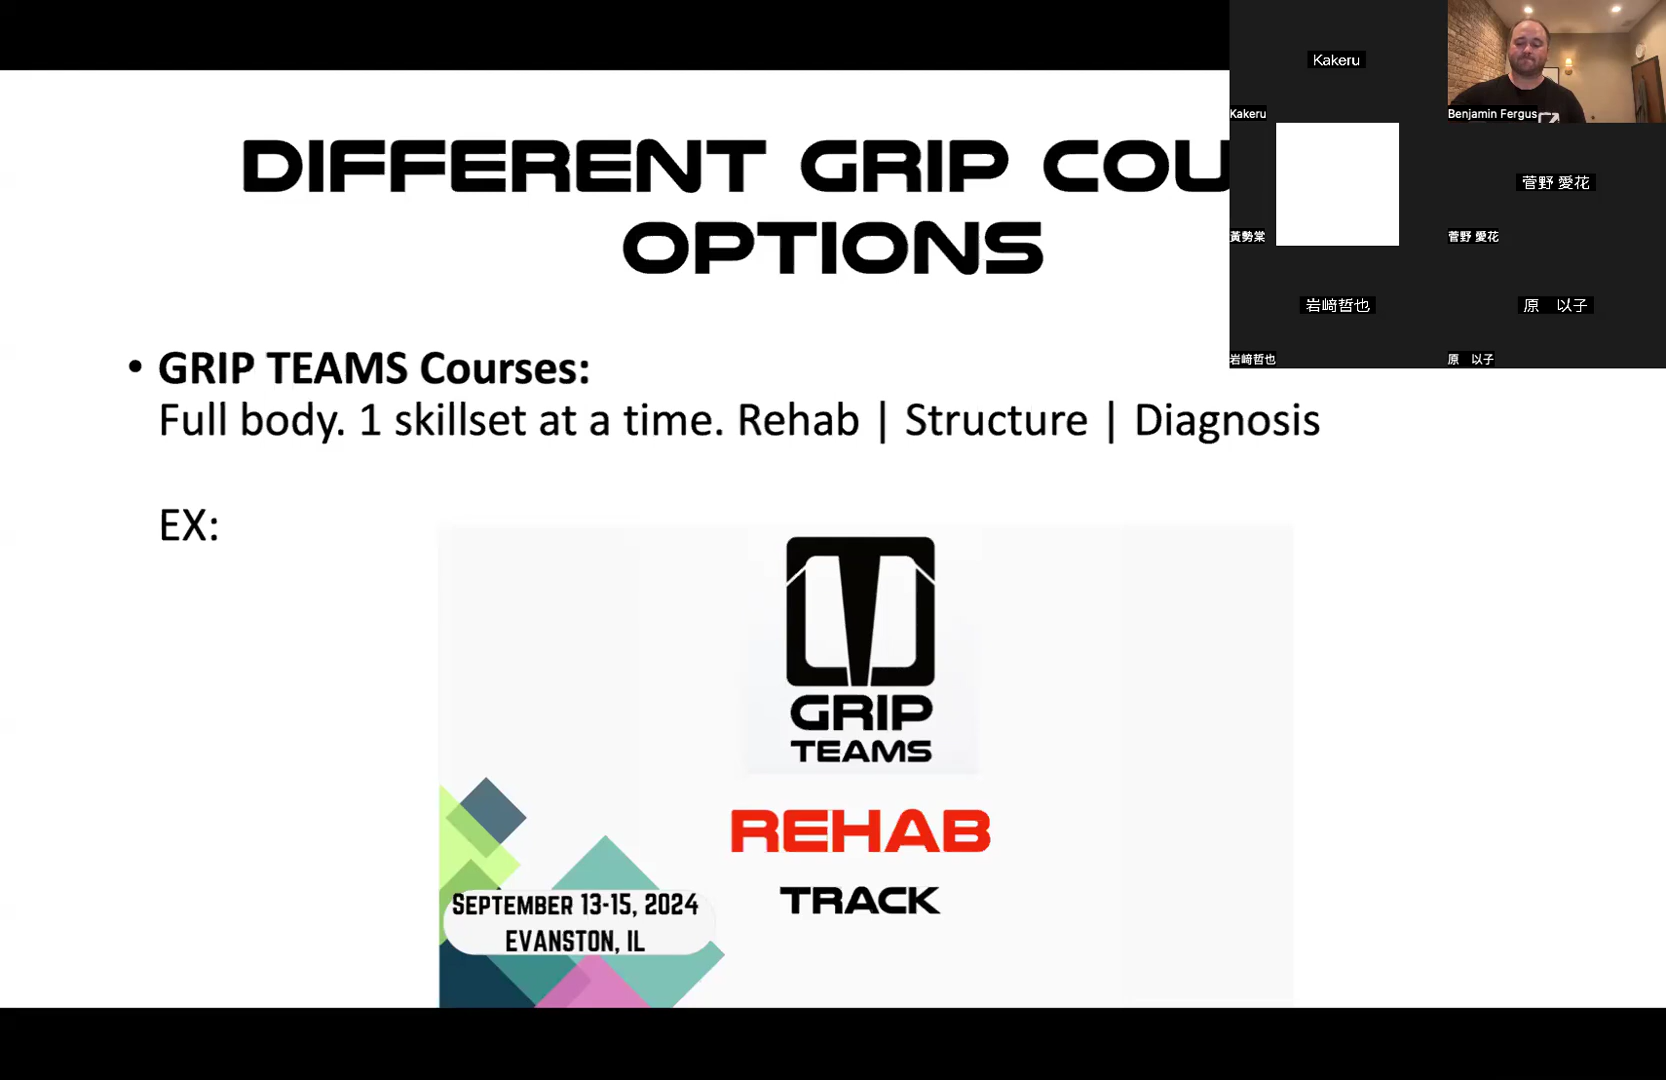 DIFFERENT GRIP COU
OPTIONS
• GRIP TEAMS Courses:
Full body. 1 skillset at a time. Rehab | Structure | Diagnosis
EX:
GRIP
TEAMS
REHAB
TRACK
SEPTEMBER 13-15, 2024
EVANSTON, IL
Kakeru
Kakeru
Benjamin Fergus
黃勢棠
菅野 愛花
菅野 愛花
岩﨑哲也
岩﨑哲也
原　以子
原　以子